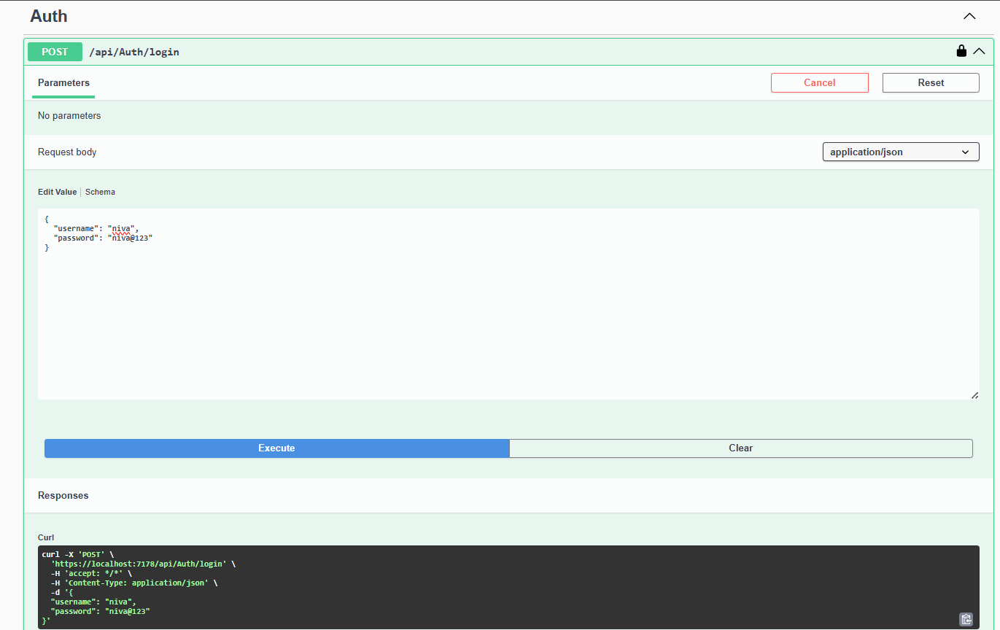 Auth
POST /api/Auth/login
Parameters
Cancel
Reset
No parameters
Request body
application/json
Edit Value | Schema
{
  "username": "niva",
  "password": "niva@123"
}
Execute
Clear
Responses
Curl
curl -X 'POST' \
  'https://localhost:7178/api/Auth/login' \
  -H 'accept: */*' \
  -H 'Content-Type: application/json' \
  -d '{
  "username": "niva",
  "password": "niva@123"
}'